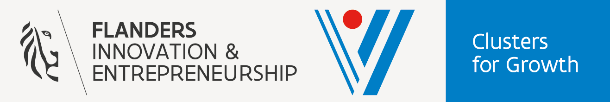 FLANDERS
INNOVATION &
ENTREPRENEURSHIP
Clusters
for Growth